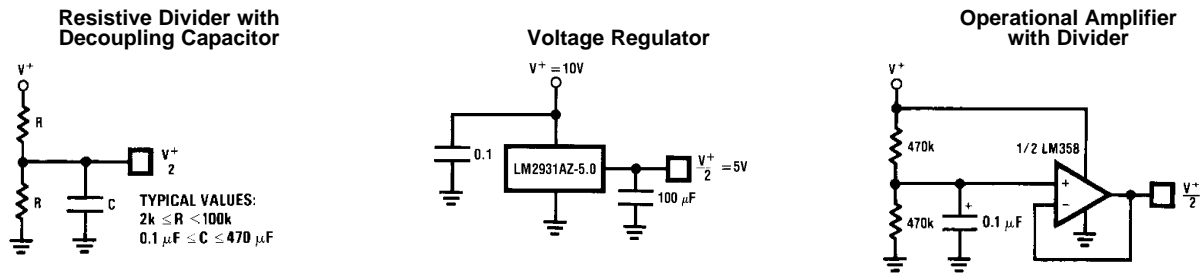 Resistive Divider with
Decoupling Capacitor
V+
R
R
C
V+
2
TYPICAL VALUES:
2k ≤ R < 100k
0.1 μF ≤ C ≤ 470 μF
Voltage Regulator
V+ = 10V
0.1
LM2931AZ-5.0
V+
2
= 5V
100 μF
Operational Amplifier
with Divider
V+
470k
1/2 LM358
+
−
470k
+
0.1 μF
V+
2